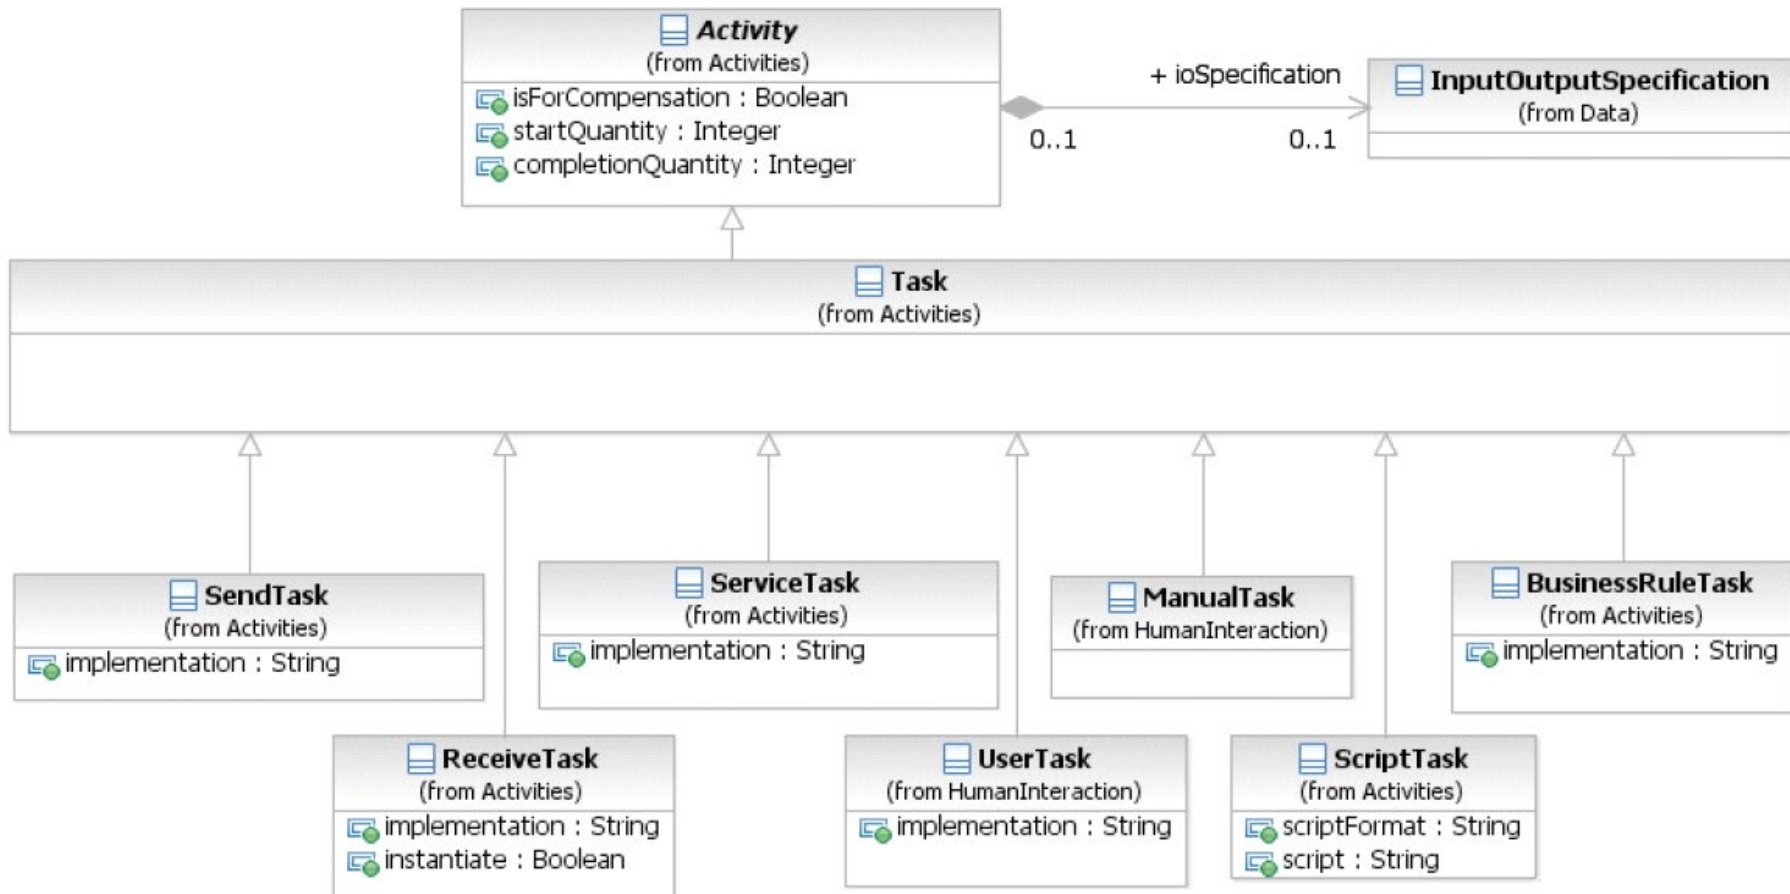 Activity
(from Activities)
isForCompensation : Boolean
startQuantity : Integer
completionQuantity : Integer
+ ioSpecification
0..1
0..1
InputOutputSpecification
(from Data)
Task
(from Activities)
SendTask
(from Activities)
implementation : String
ServiceTask
(from Activities)
implementation : String
ManualTask
(from HumanInteraction)
BusinessRuleTask
(from Activities)
implementation : String
ReceiveTask
(from Activities)
implementation : String
instantiate : Boolean
UserTask
(from HumanInteraction)
implementation : String
ScriptTask
(from Activities)
scriptFormat : String
script : String